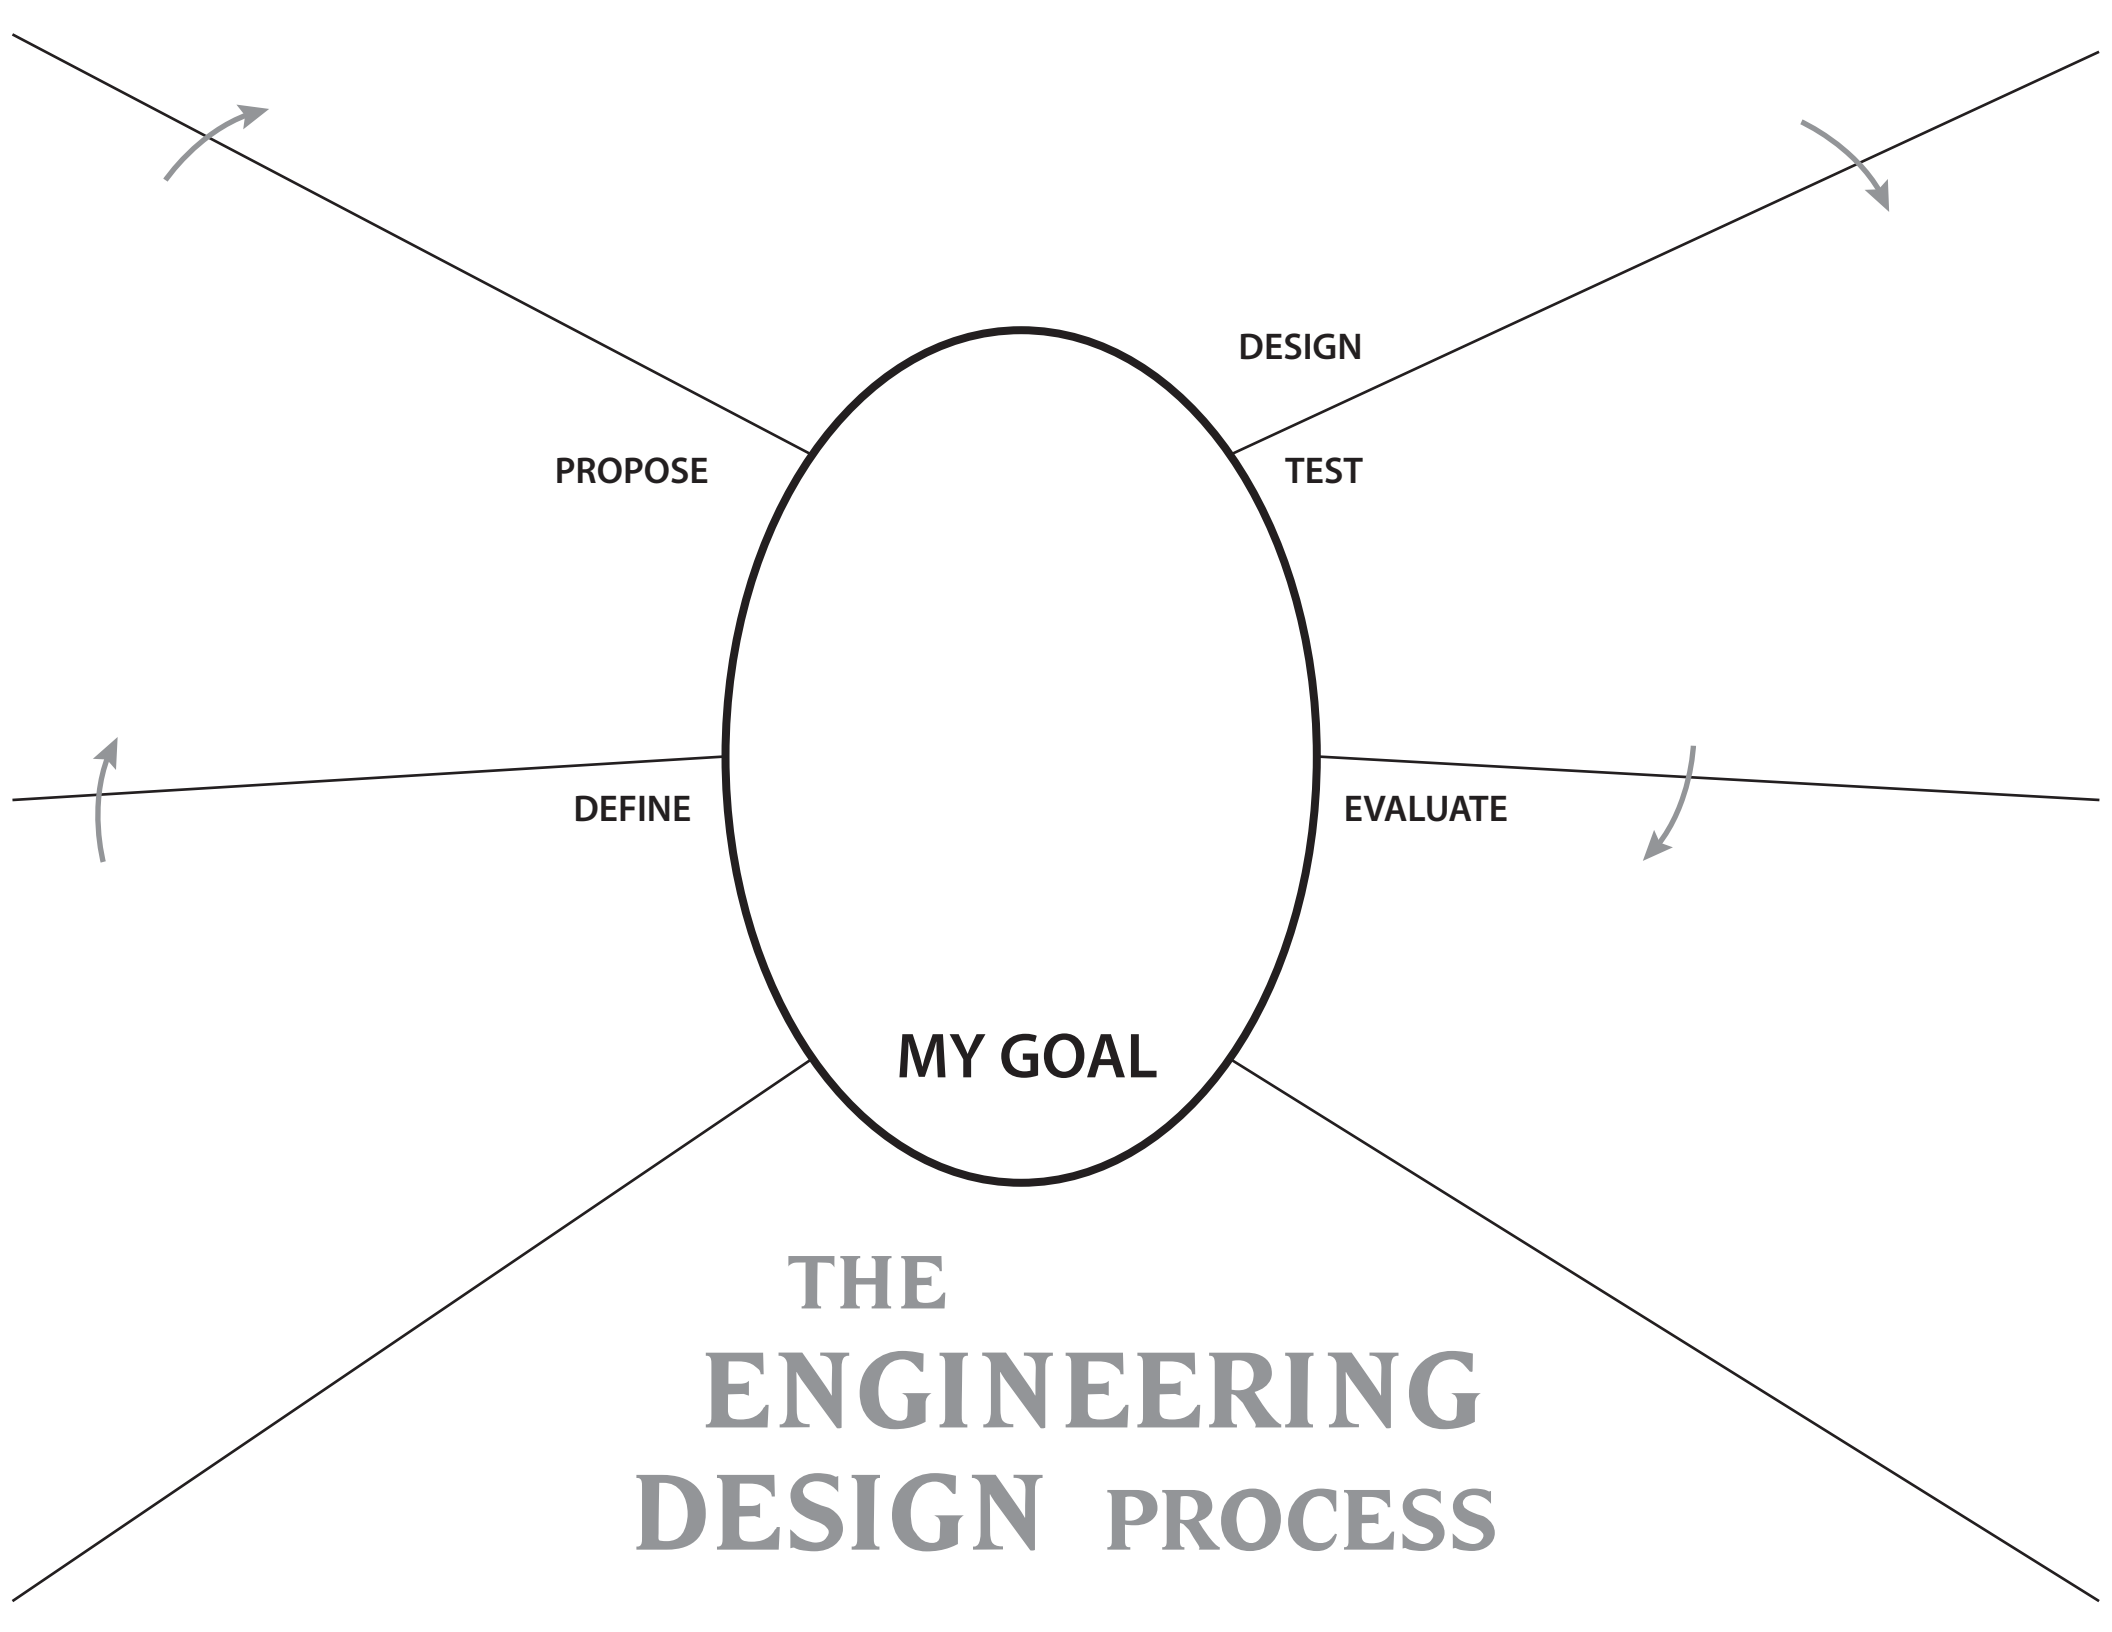 DESIGN
PROPOSE
TEST
DEFINE
EVALUATE
MY GOAL
THE
ENGINEERING
DESIGN PROCESS